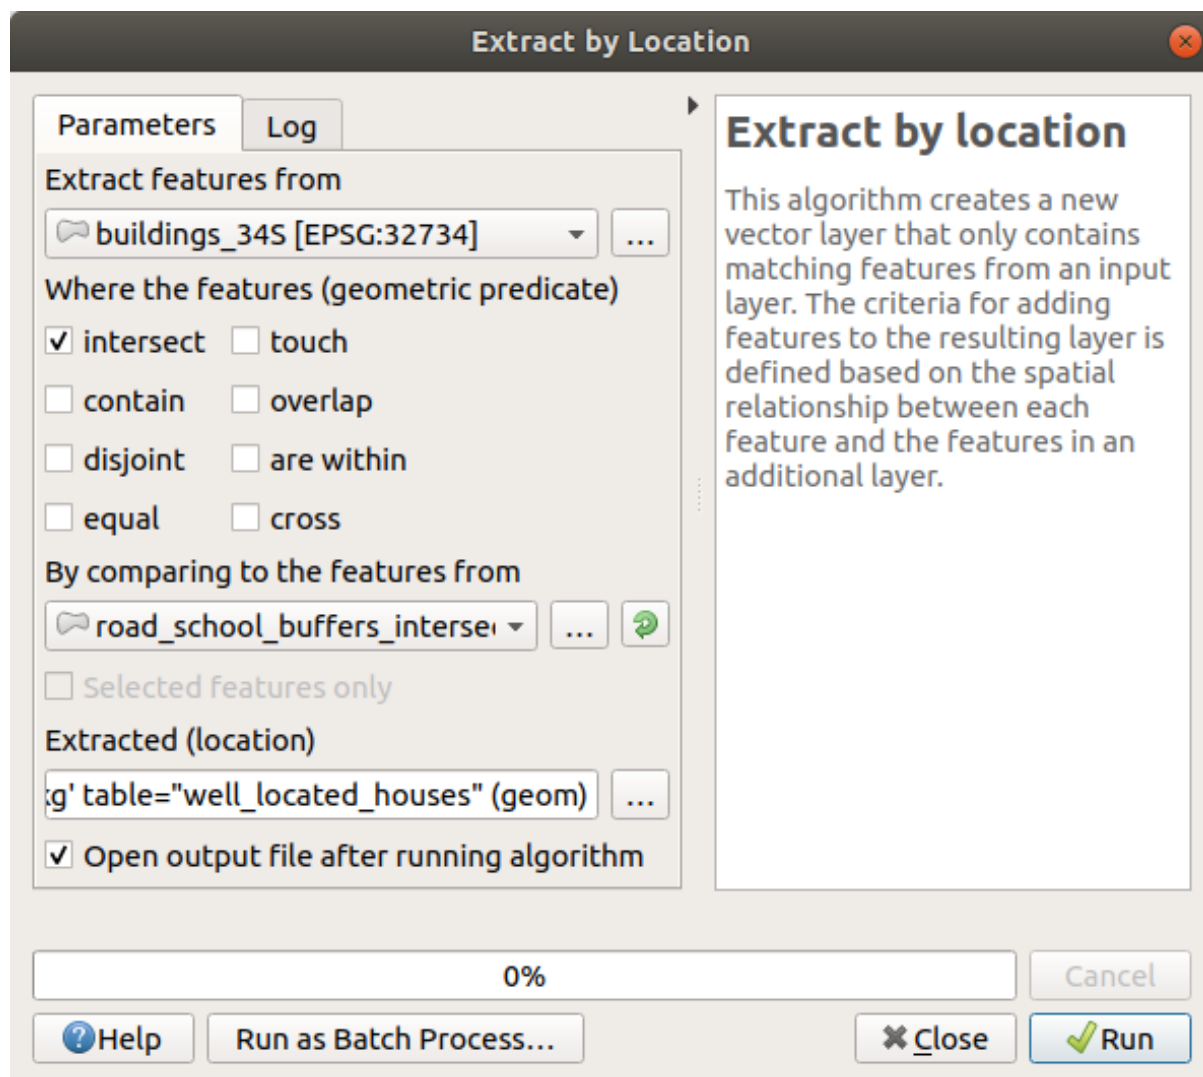 Extract by Location
Parameters
Log
Extract features from
buildings_34S [EPSG:32734]
...
Where the features (geometric predicate)
intersect
touch
contain
overlap
disjoint
are within
equal
cross
By comparing to the features from
road_school_buffers_interse
...
Selected features only
Extracted (location)
g' table="well_located_houses" (geom)
...
Open output file after running algorithm
Extract by location
This algorithm creates a new
vector layer that only contains
matching features from an input
layer. The criteria for adding
features to the resulting layer is
defined based on the spatial
relationship between each
feature and the features in an
additional layer.
0%
Cancel
Help
Run as Batch Process...
Close
Run